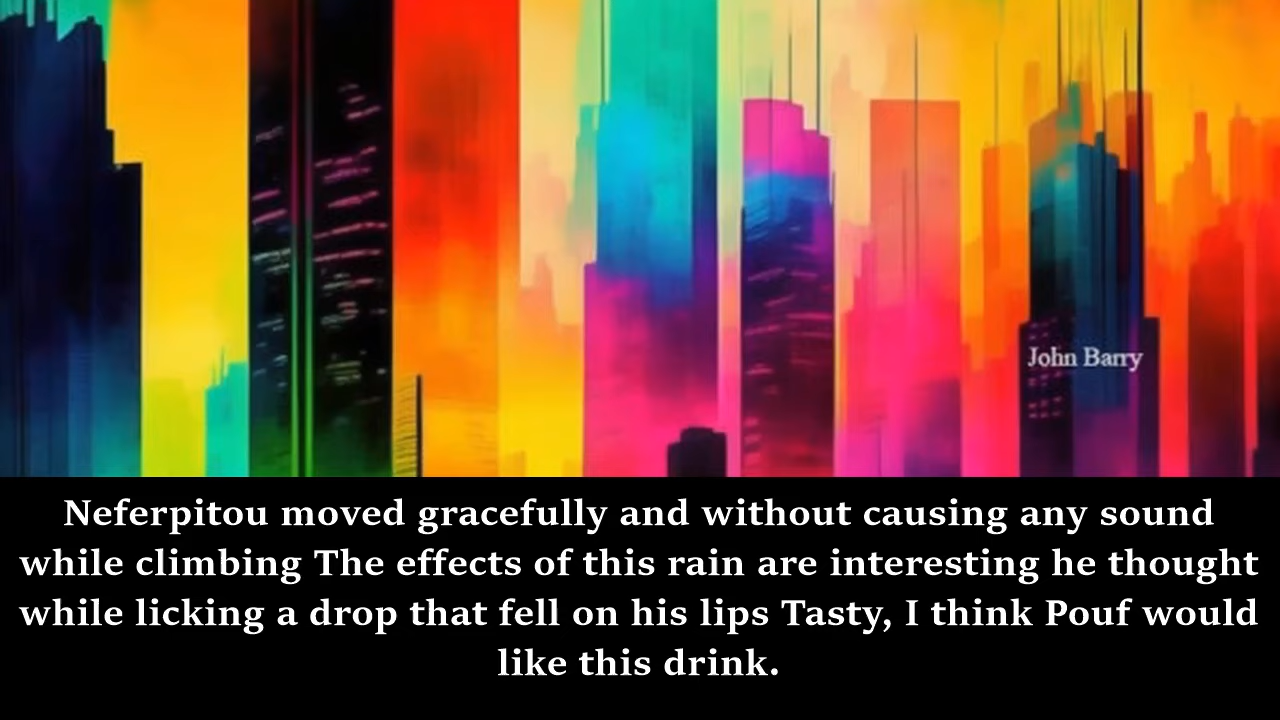 John Barry
Neferpitou moved gracefully and without causing any sound
while climbing The effects of this rain are interesting he thought
while licking a drop that fell on his lips Tasty, I think Pouf would
like this drink.